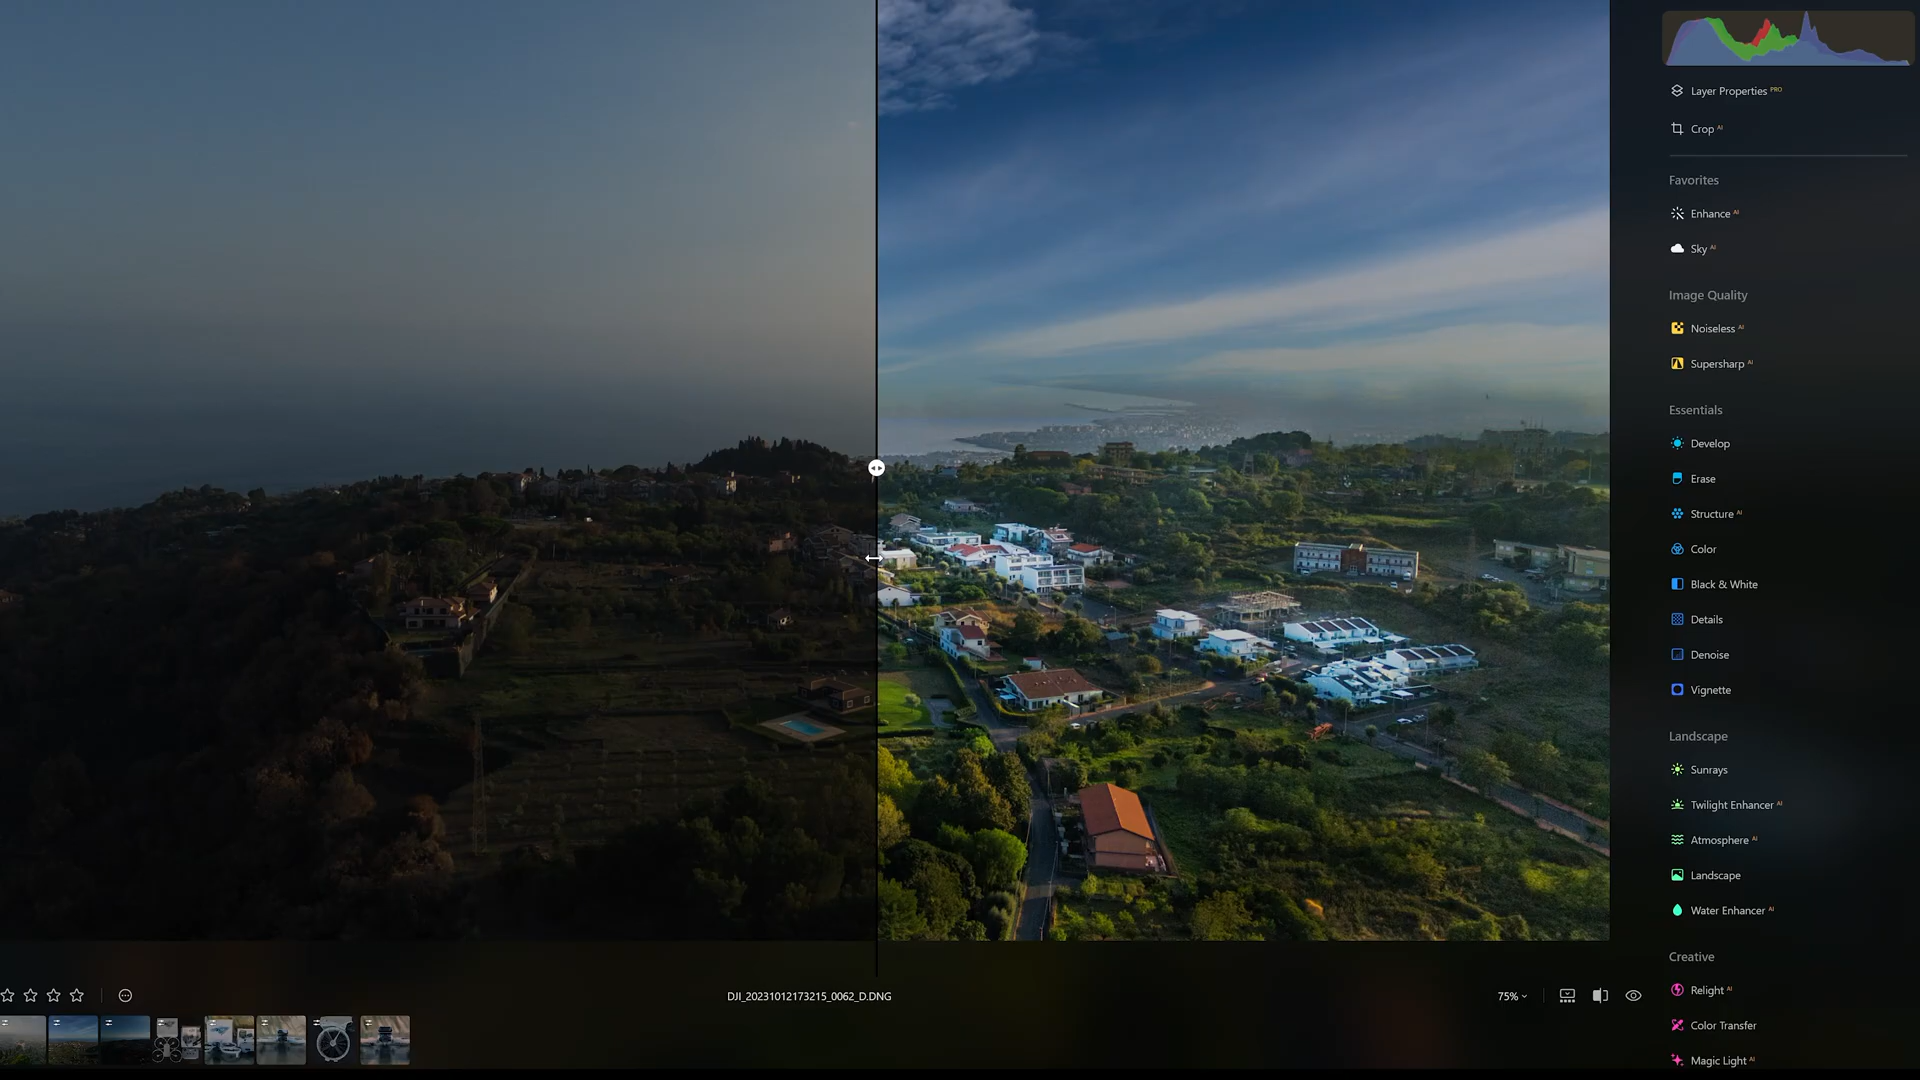 Layer Properties PRO
Crop AI
Favorites
Enhance AI
Sky AI
Image Quality
Noiseless AI
Supersharp AI
Essentials
Develop
Erase
Structure AI
Color
Black & White
Details
Denoise
Vignette
Landscape
Sunrays
Twilight Enhancer AI
Atmosphere AI
Landscape
Water Enhancer AI
Creative
Relight AI
Color Transfer
Magic Light AI
DJI_20231012173215_0062_D.DNG
75%